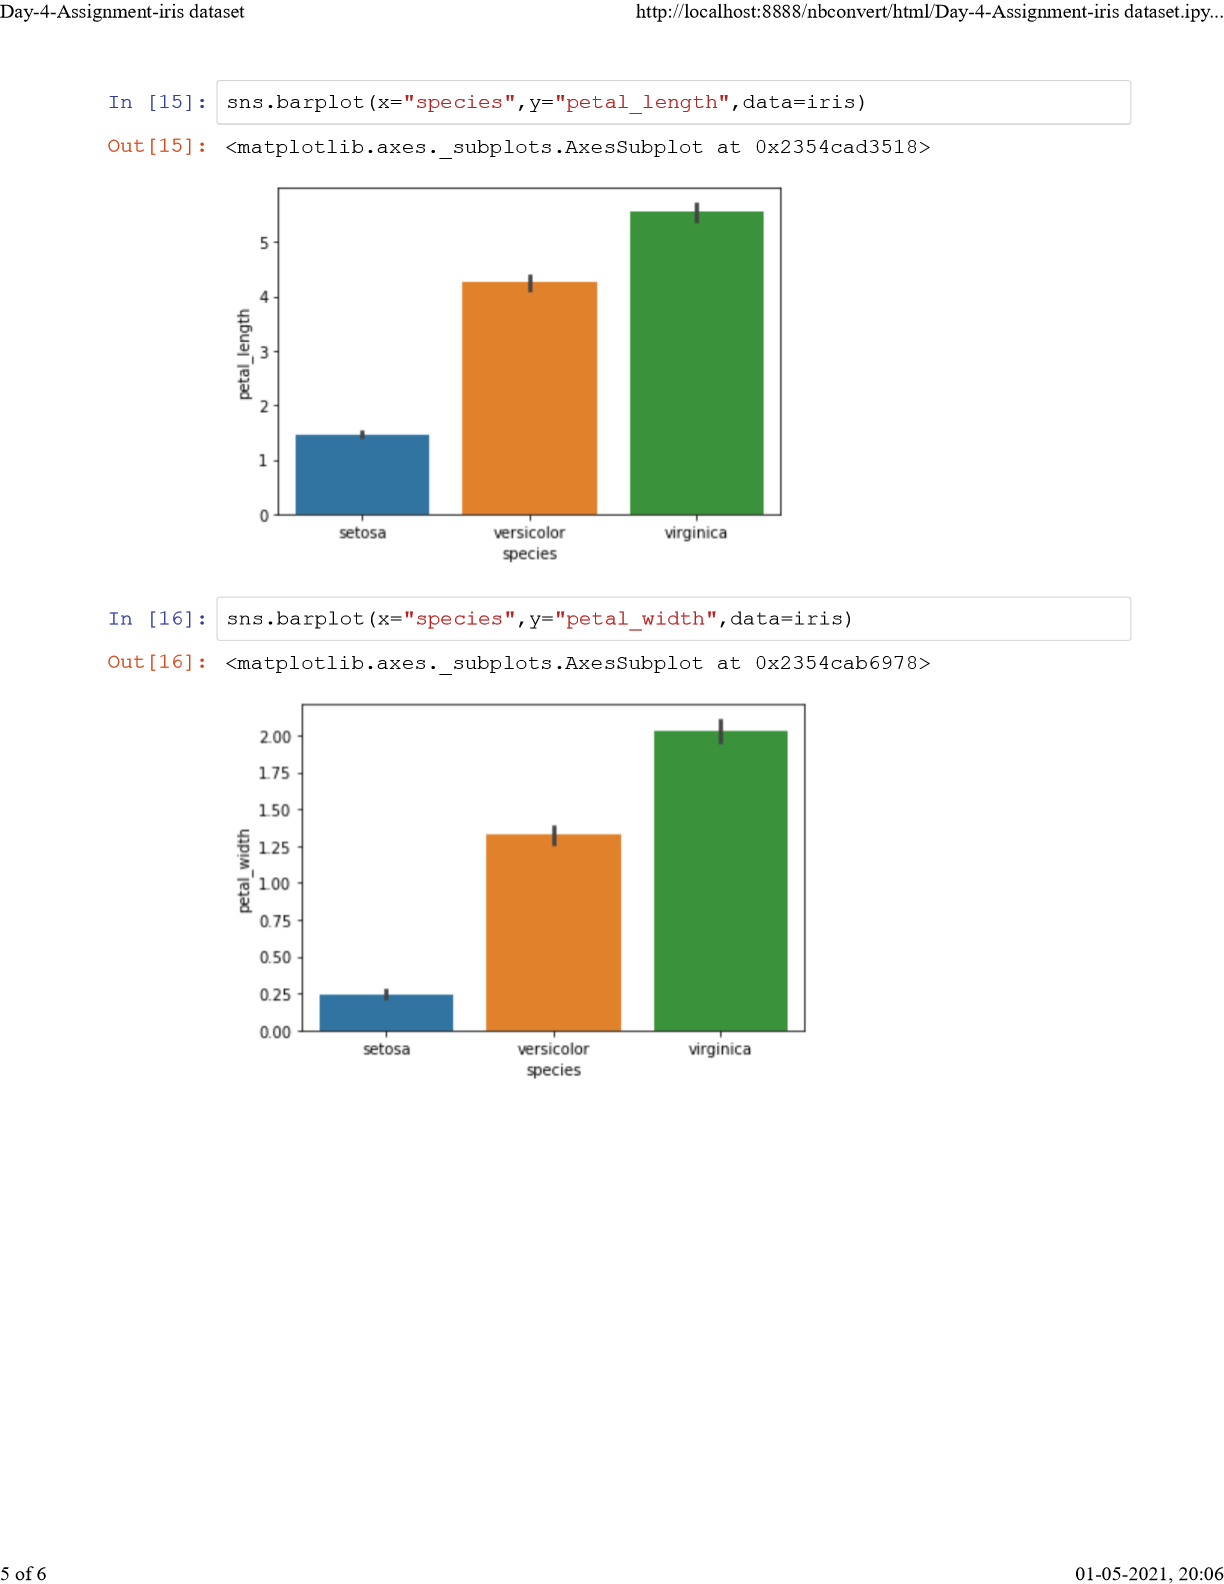 Day-4-Assignment-iris dataset
http://localhost:8888/nbconvert/html/Day-4-Assignment-iris dataset.ipy...
In [15]: sns.barplot(x="species",y="petal_length",data=iris)
Out[15]: <matplotlib.axes._subplots.AxesSubplot at 0x2354cad3518>
5
4
3
2
1
0
petal_length
setosa versicolor virginica
species
In [16]: sns.barplot(x="species",y="petal_width",data=iris)
Out[16]: <matplotlib.axes._subplots.AxesSubplot at 0x2354cab6978>
2.00
1.75
1.50
1.25
1.00
0.75
0.50
0.25
0.00
petal_width
setosa versicolor virginica
species
5 of 6
01-05-2021, 20:06